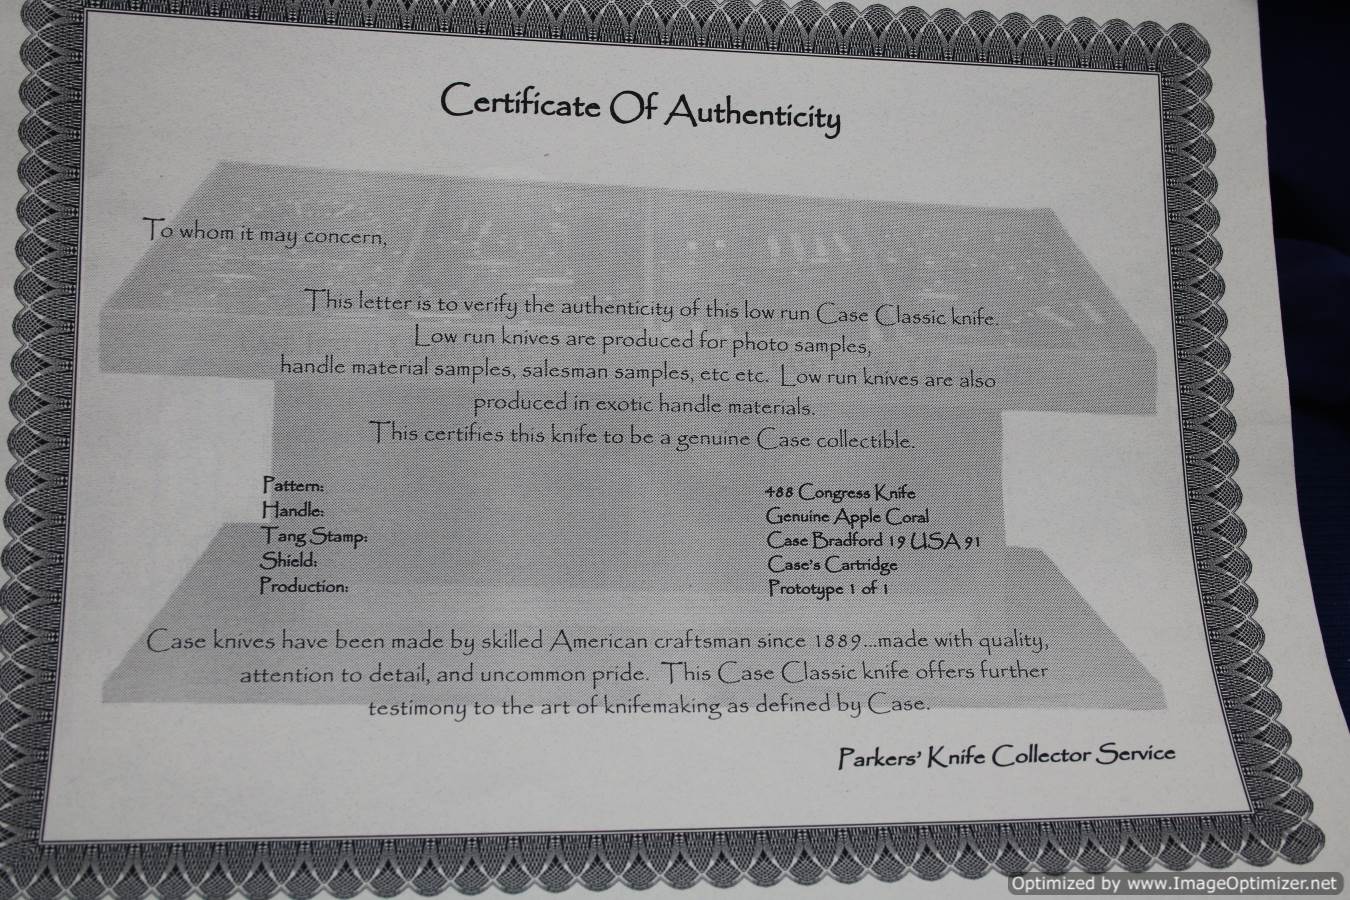 Certificate Of Authenticity
To whom it may concern,
This letter is to verify the authenticity of this low run Case Classic knife.
Low run knives are produced for photo samples,
handle material samples, salesman samples, etc etc. Low run knives are also
produced in exotic handle materials.
This certifies this knife to be a genuine Case collectible.
Pattern: 488 Congress Knife
Handle: Genuine Apple Coral
Tang Stamp: Case Bradford 19 USA 91
Shield: Case's Cartridge
Production: Prototype 1 of 1
Case knives have been made by skilled American craftsman since 1889...made with quality,
attention to detail, and uncommon pride. This Case Classic knife offers further
testimony to the art of knifemaking as defined by Case.
Parkers' Knife Collector Service
Optimized by www.ImageOptimizer.net